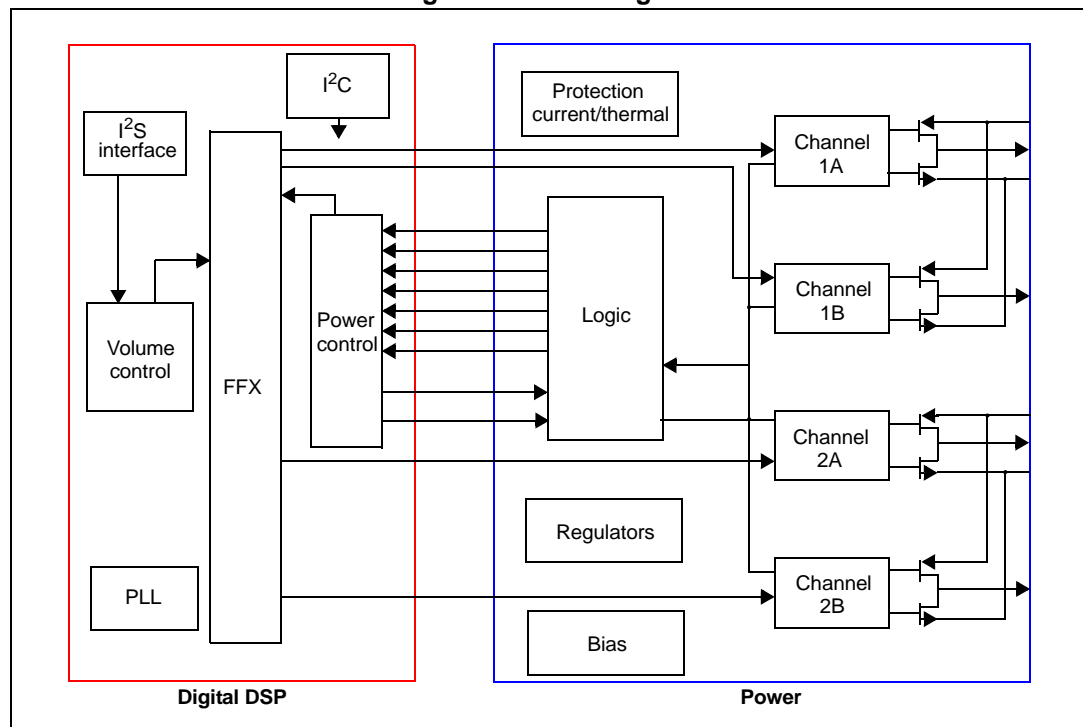 I²C
I²S
interface
Volume
control
FFX
Power
control
PLL
Digital DSP
Protection
current/thermal
Logic
Regulators
Bias
Channel
1A
Channel
1B
Channel
2A
Channel
2B
Power